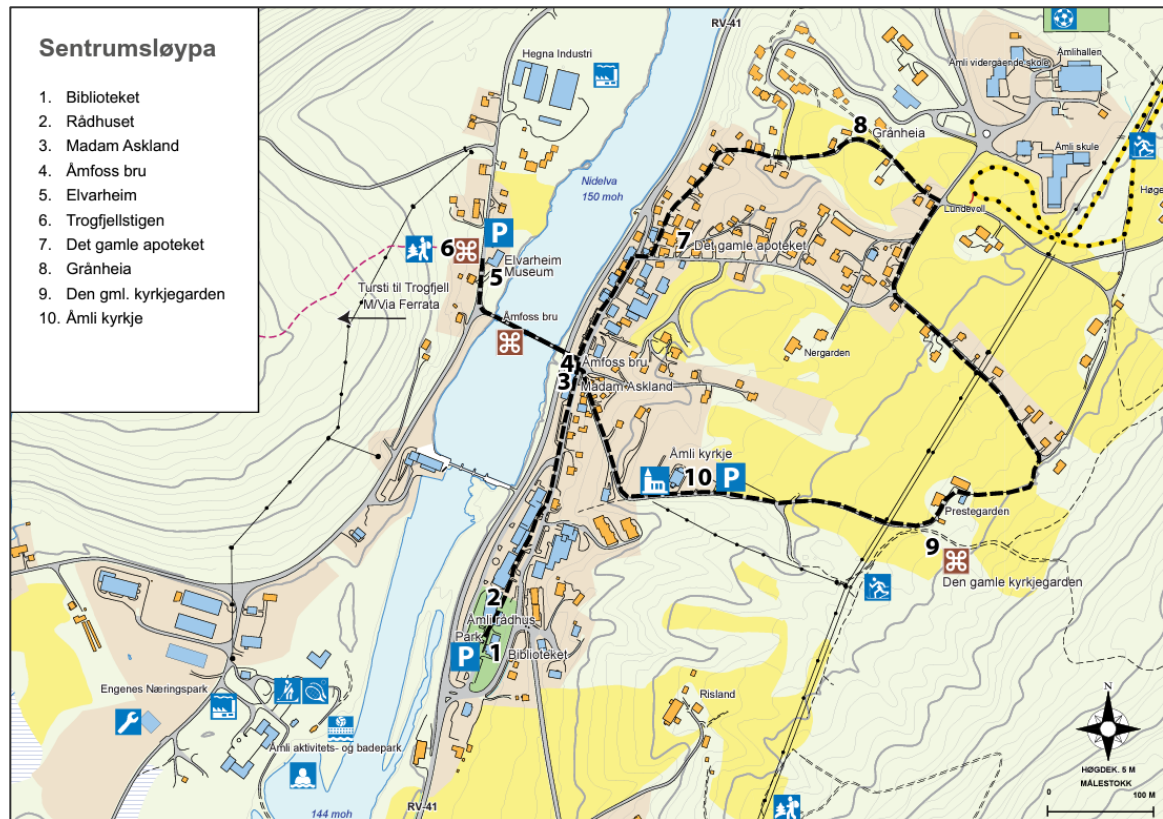 Sentrumsløypa
1. Biblioteket
2. Rådhuset
3. Madam Askland
4. Åmfoss bru
5. Elvarheim
6. Trogfjellstigen
7. Det gamle apoteket
8. Grånheia
9. Den gml. kyrkjegarden
10. Åmli kyrkje
RV-41
Hegna Industri
Åmli vidergående skole
Åmlihallen
8
Grånheia
Åmli skule
Nidelva
150 moh
Høge
Lundevoll
P
6
7
Det gamle apoteket
5
Elvarheim
Museum
Tursti til Trogfjell
M/Via Ferrata
Åmfoss bru
Nergarden
4
Åmfoss bru
3
Madam Askland
Åmli kyrkje
10
P
Prestegarden
9
Den gamle kyrkjegarden
2
Åmli rådhus
Park
P
1
Biblioteket
Engenes Næringspark
Risland
N
Åmli aktivitets- og badepark
HØGDEK. 5 M
MÅLESTOKK
0
100 M
RV-41
144 moh